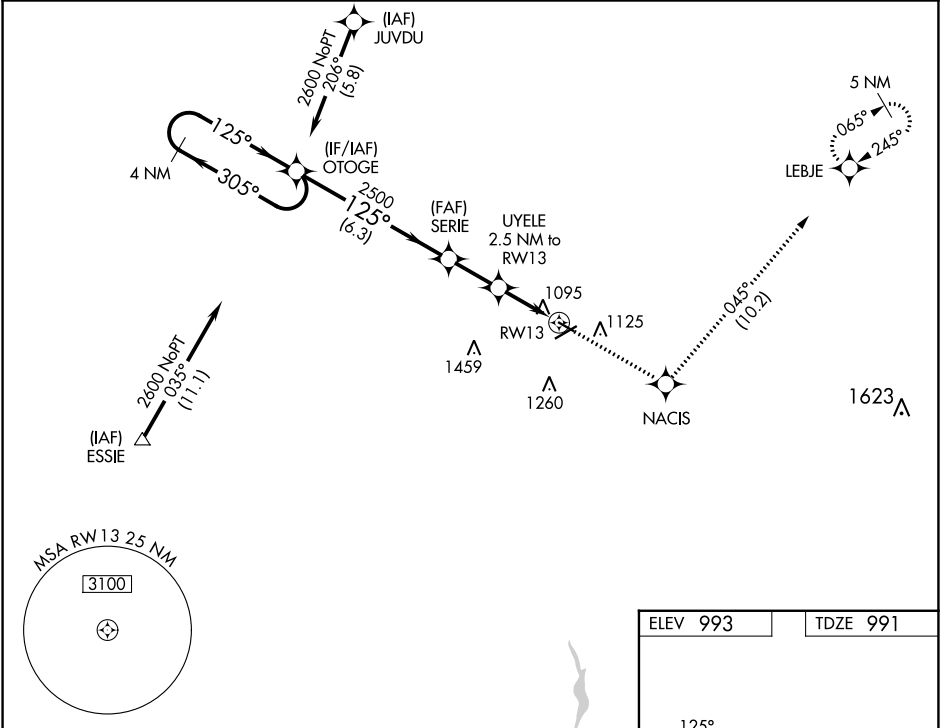 (IAF)
JUVDU
2600 NoPT
206°
(5.8)
5 NM
065°
245°
LEBJE
125°
4 NM
305°
(IF/IAF)
OTOGE
2500
125°
(6.3)
(FAF)
SERIE
UYELE
2.5 NM to
RW13
1095
RW13
1125
1459
1260
045°
(10.2)
NACIS
1623
2600 NoPT
035°
(11.1)
(IAF)
ESSIE
MSA RW13 25 NM
3100
ELEV 993
TDZE 991
125°